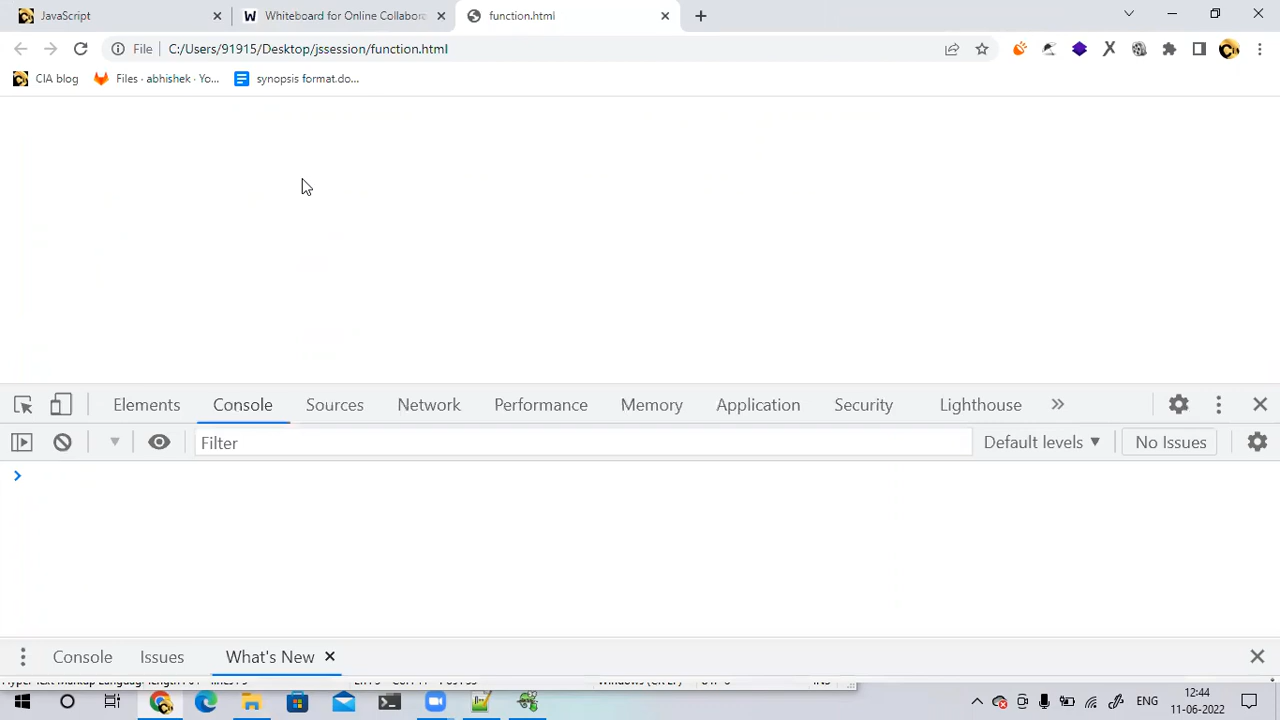 JavaScript
Whiteboard for Online Collabora
function.html
File
C:/Users/91915/Desktop/jssession/function.html
CIA blog
Files · abhishek · Yo...
synopsis format.do...
Elements
Console
Sources
Network
Performance
Memory
Application
Security
Lighthouse
Filter
Default levels
No Issues
Console
Issues
What's New
ENG
12:44
11-06-2022